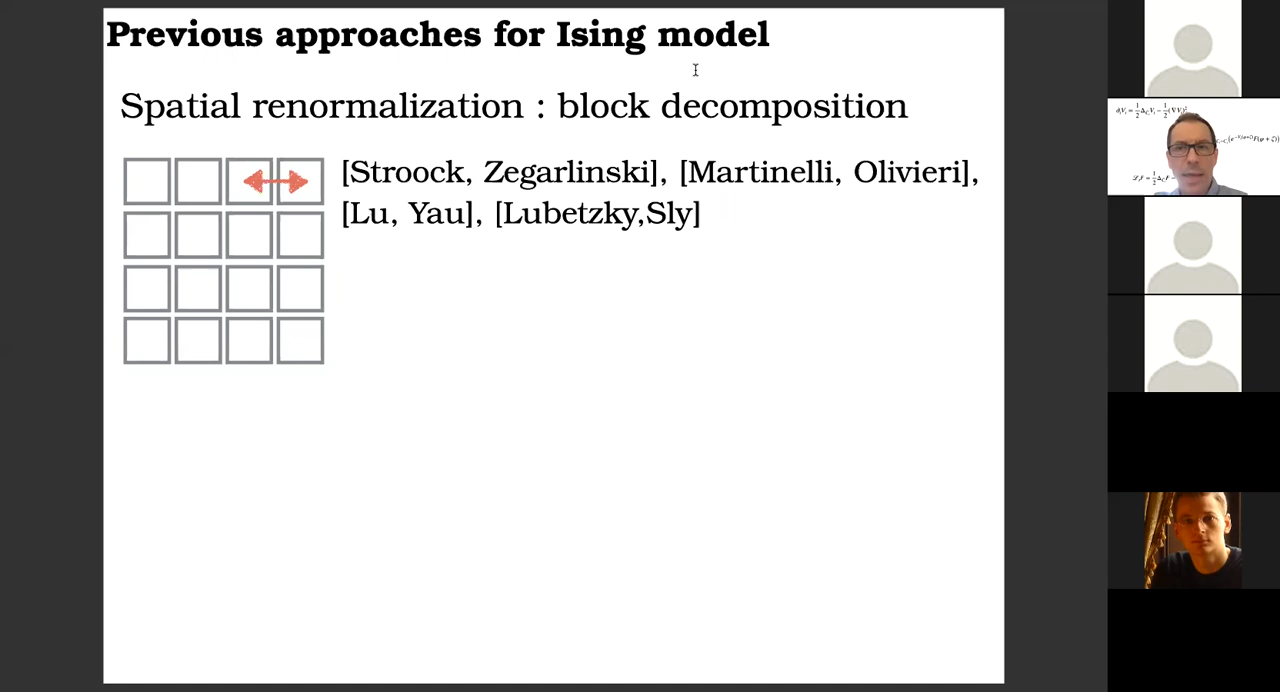 Previous approaches for Ising model
Spatial renormalization : block decomposition
[Stroock, Zegarlinski], [Martinelli, Olivieri],
[Lu, Yau], [Lubetzky,Sly]